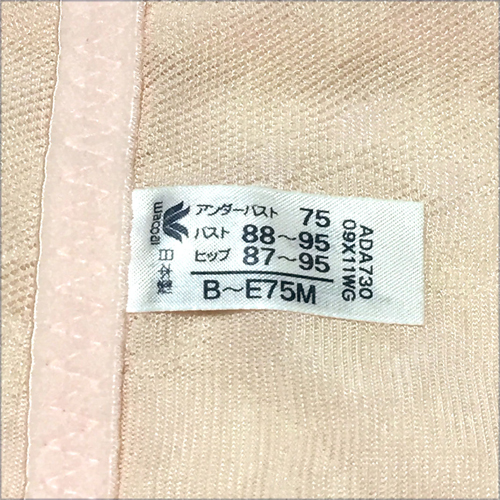 wacoal
日本製
アンダーバスト 75
バスト 88～95
ヒップ 87～95
B～E75M
ADA730
09X11WG